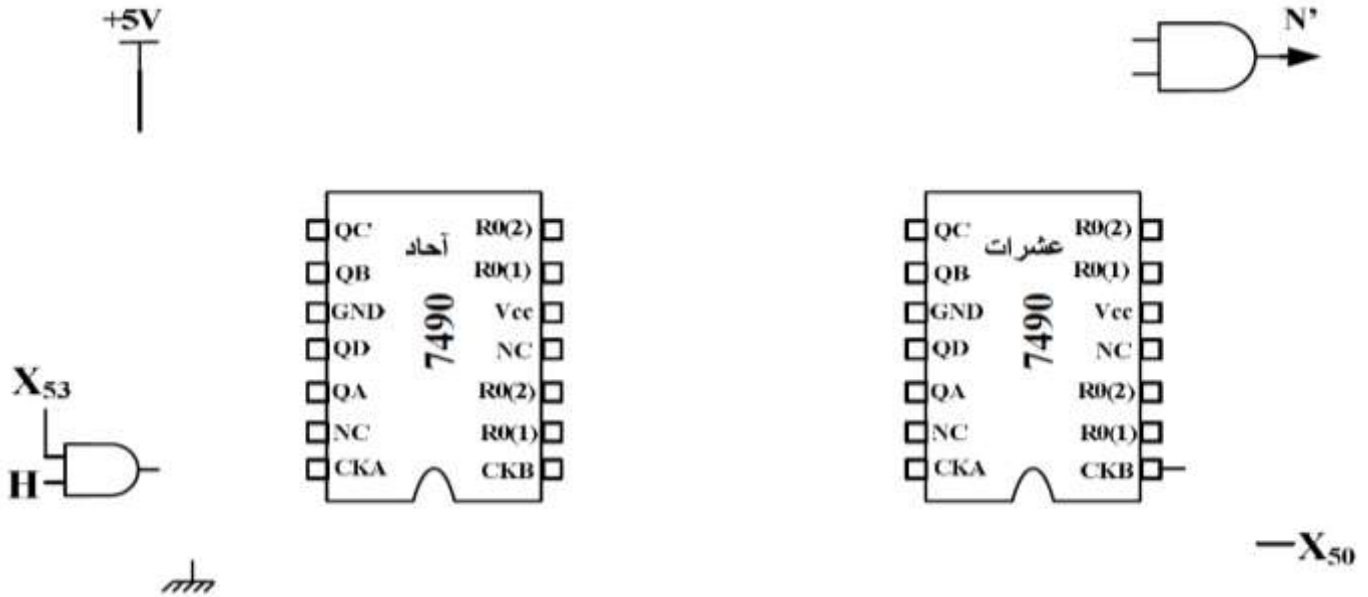 +5V
N'
QC آحاد R0(2)
QB R0(1)
GND Vcc
7490
QD NC
QA R0(2)
NC R0(1)
CKA CKB
QC عشرات R0(2)
QB R0(1)
GND Vcc
7490
QD NC
QA R0(2)
NC R0(1)
CKA CKB
X53
H
X50